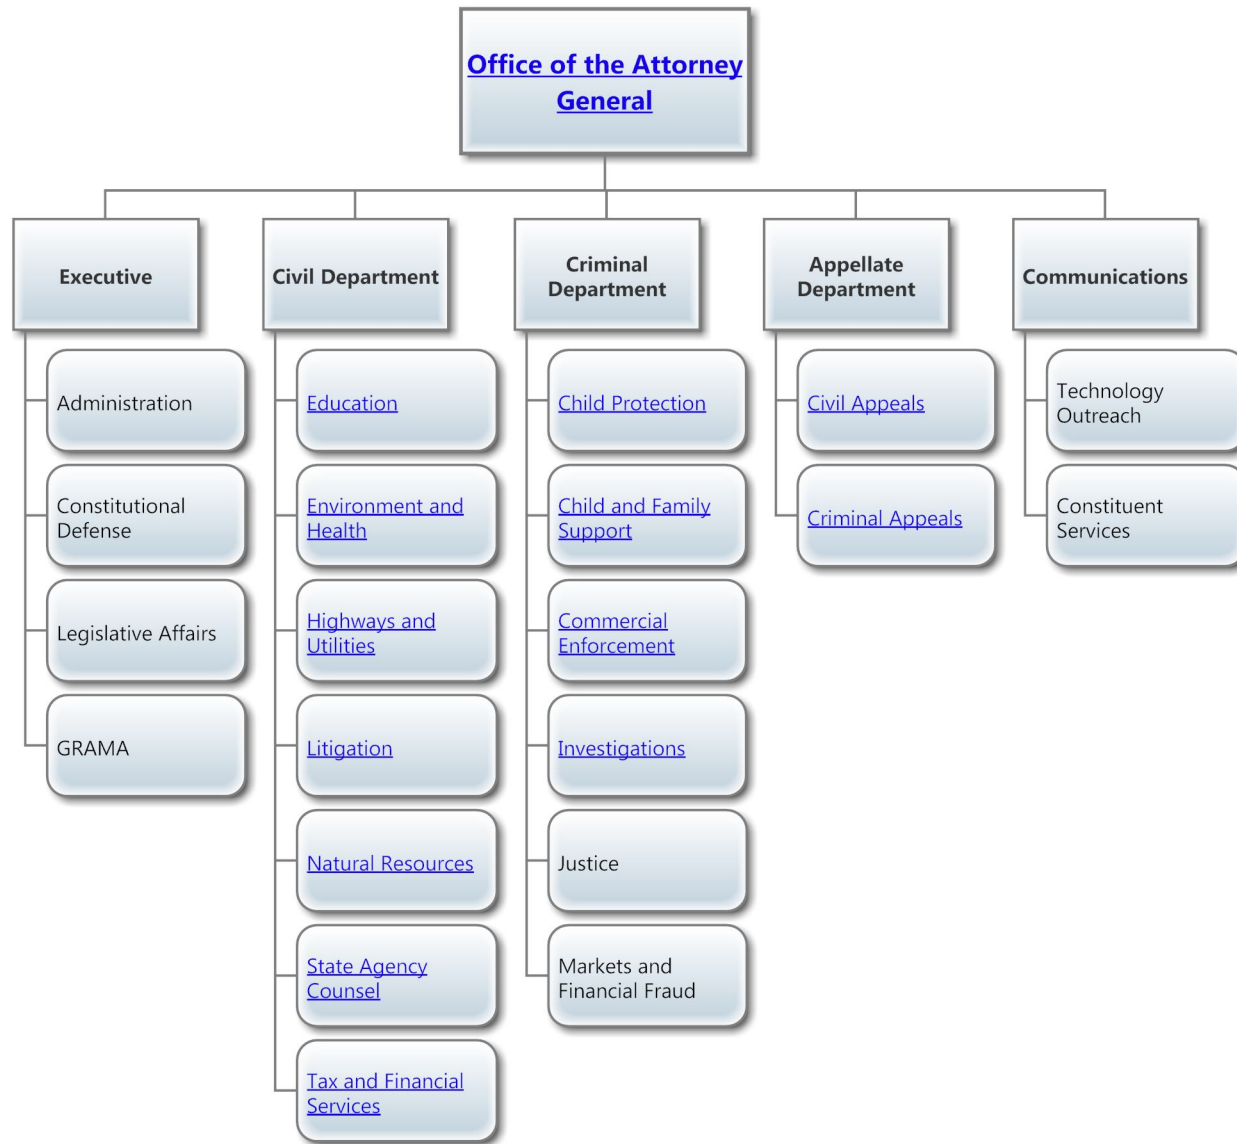 Office of the Attorney
General
Executive
Civil Department
Criminal
Department
Appellate
Department
Communications
Administration
Constitutional
Defense
Legislative Affairs
GRAMA
Education
Environment and
Health
Highways and
Utilities
Litigation
Natural Resources
State Agency
Counsel
Tax and Financial
Services
Child Protection
Child and Family
Support
Commercial
Enforcement
Investigations
Justice
Markets and
Financial Fraud
Civil Appeals
Criminal Appeals
Technology
Outreach
Constituent
Services